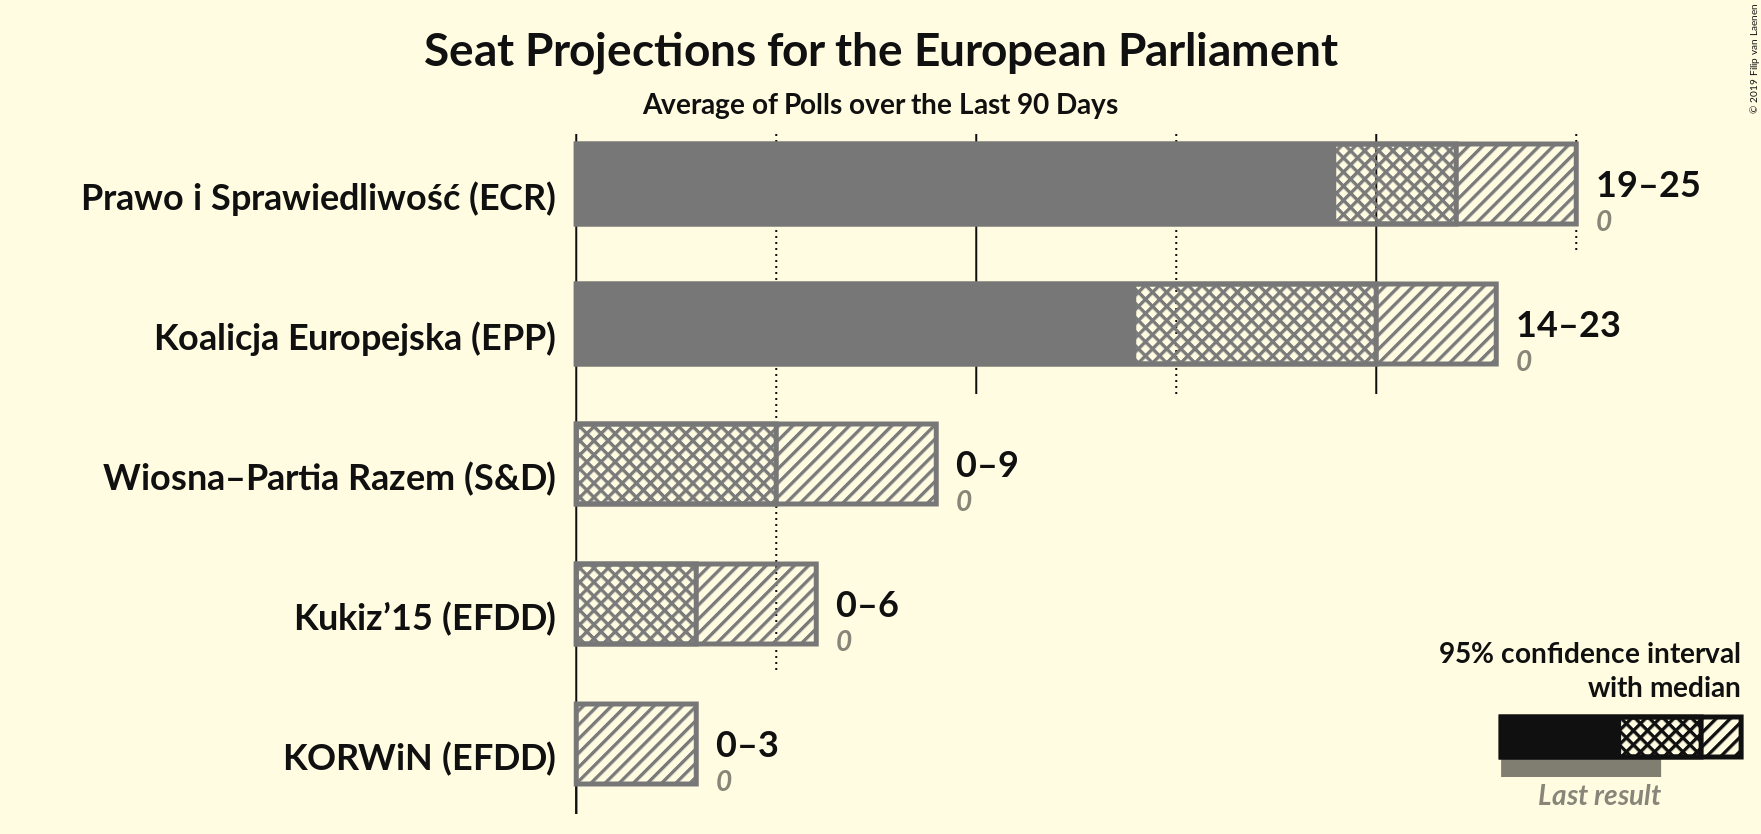 Seat Projections for the European Parliament
Average of Polls over the Last 90 Days
© 2019 Filip van Laenen
Prawo i Sprawiedliwość (ECR)
19–25
0
Koalicja Europejska (EPP)
14–23
0
Wiosna–Partia Razem (S&D)
0–9
0
Kukiz’15 (EFDD)
0–6
0
KORWiN (EFDD)
0–3
0
95% confidence interval
with median
Last result